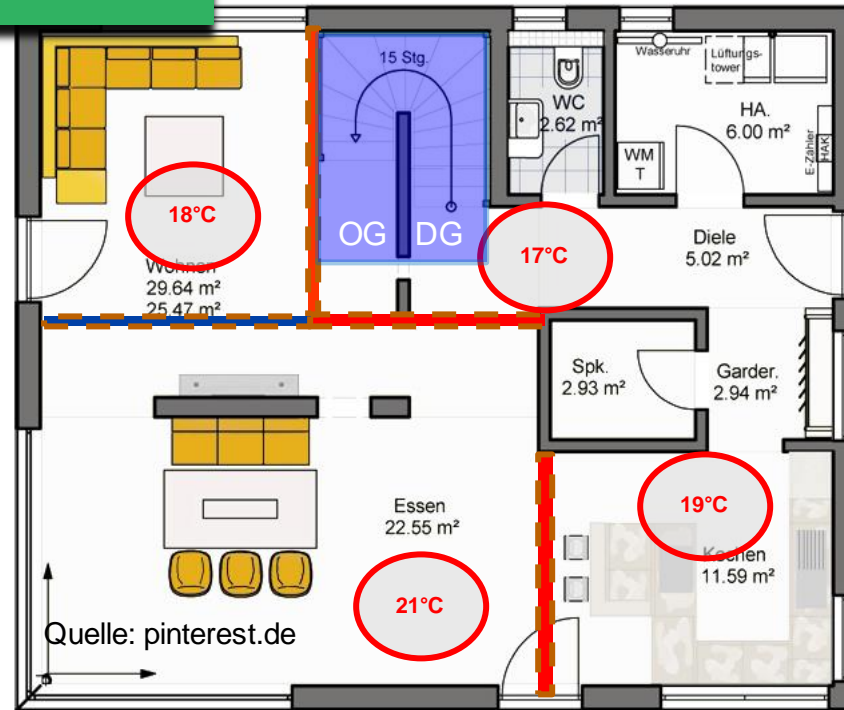 15 Stg.
OG DG
WC
2.62 m²
Wasseruhr
Lüftungs-
tower
HA.
6.00 m²
WM
T
E-Zähler
HAK
18°C
Wohnen
29.64 m²
25.47 m²
17°C
Diele
5.02 m²
Spk.
2.93 m²
Garder.
2.94 m²
Essen
22.55 m²
19°C
Kochen
11.59 m²
21°C
Quelle: pinterest.de